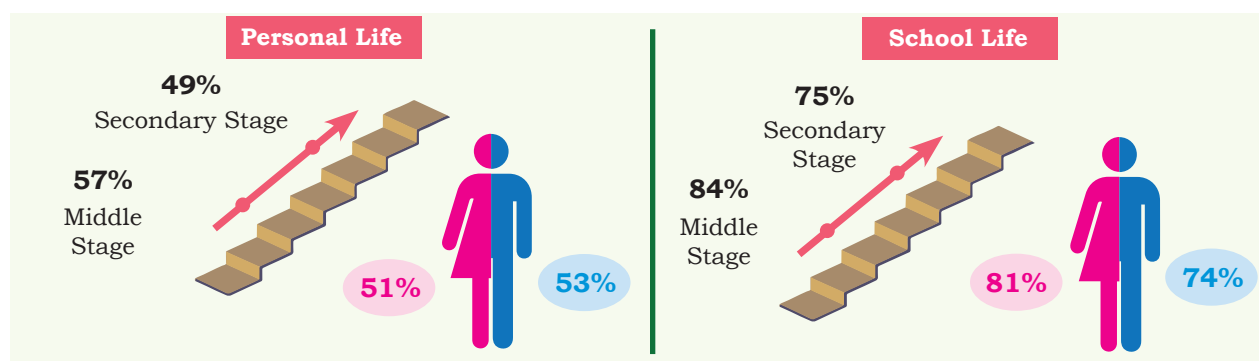 Personal Life
49%
Secondary Stage
57%
Middle
Stage
51%
53%
School Life
75%
Secondary
Stage
84%
Middle
Stage
81%
74%